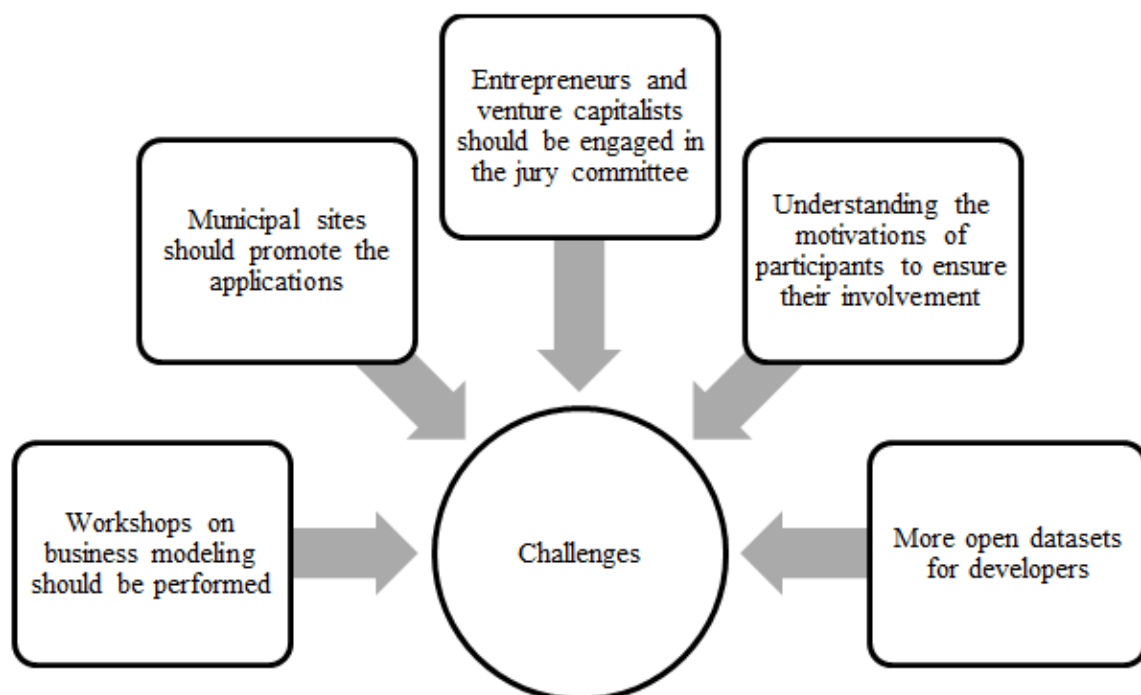 Entrepreneurs and
venture capitalists
should be engaged in
the jury committee
Municipal sites
should promote the
applications
Understanding the
motivations of
participants to ensure
their involvement
Workshops on
business modeling
should be performed
Challenges
More open datasets
for developers